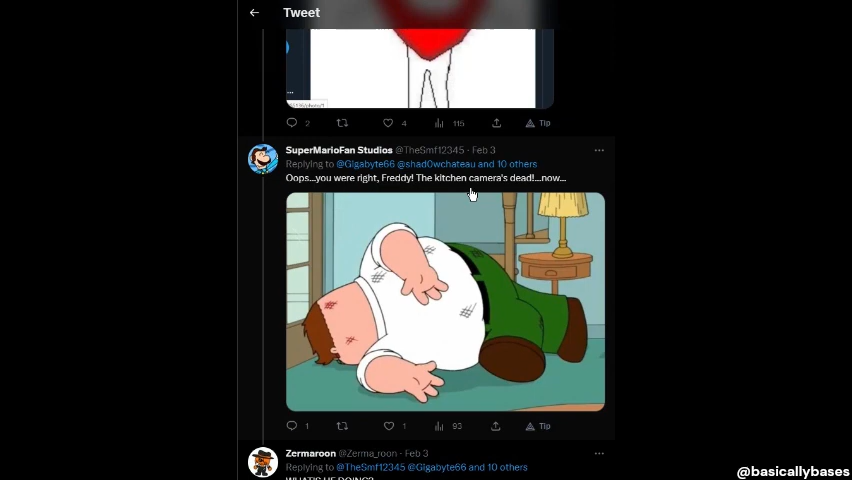 Tweet
2
4
115
Tip
SuperMarioFan Studios @TheSmf12345 · Feb 3
Replying to @Gigabyte66 @shad0wchateau and 10 others
Oops...you were right, Freddy! The kitchen camera's dead!...now...
1
1
93
Tip
Zermaroon @Zerma_roon · Feb 3
Replying to @TheSmf12345 @Gigabyte66 and 10 others
WHAT'S HE DOING?
@basicallybases